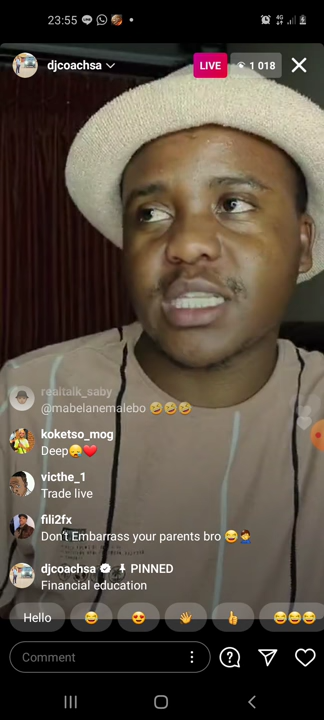 23:55
4G
djcoachsa
LIVE
1 018
realtalk_saby
@mabelanemalebo 🤣🤣🤣
koketso_mog
Deep😪❤️
victhe_1
Trade live
fili2fx
Don't Embarrass your parents bro 😂🤦‍♂️
djcoachsa PINNED
Financial education
Hello 😂 😍 👋 👍 😂😂😂
Comment